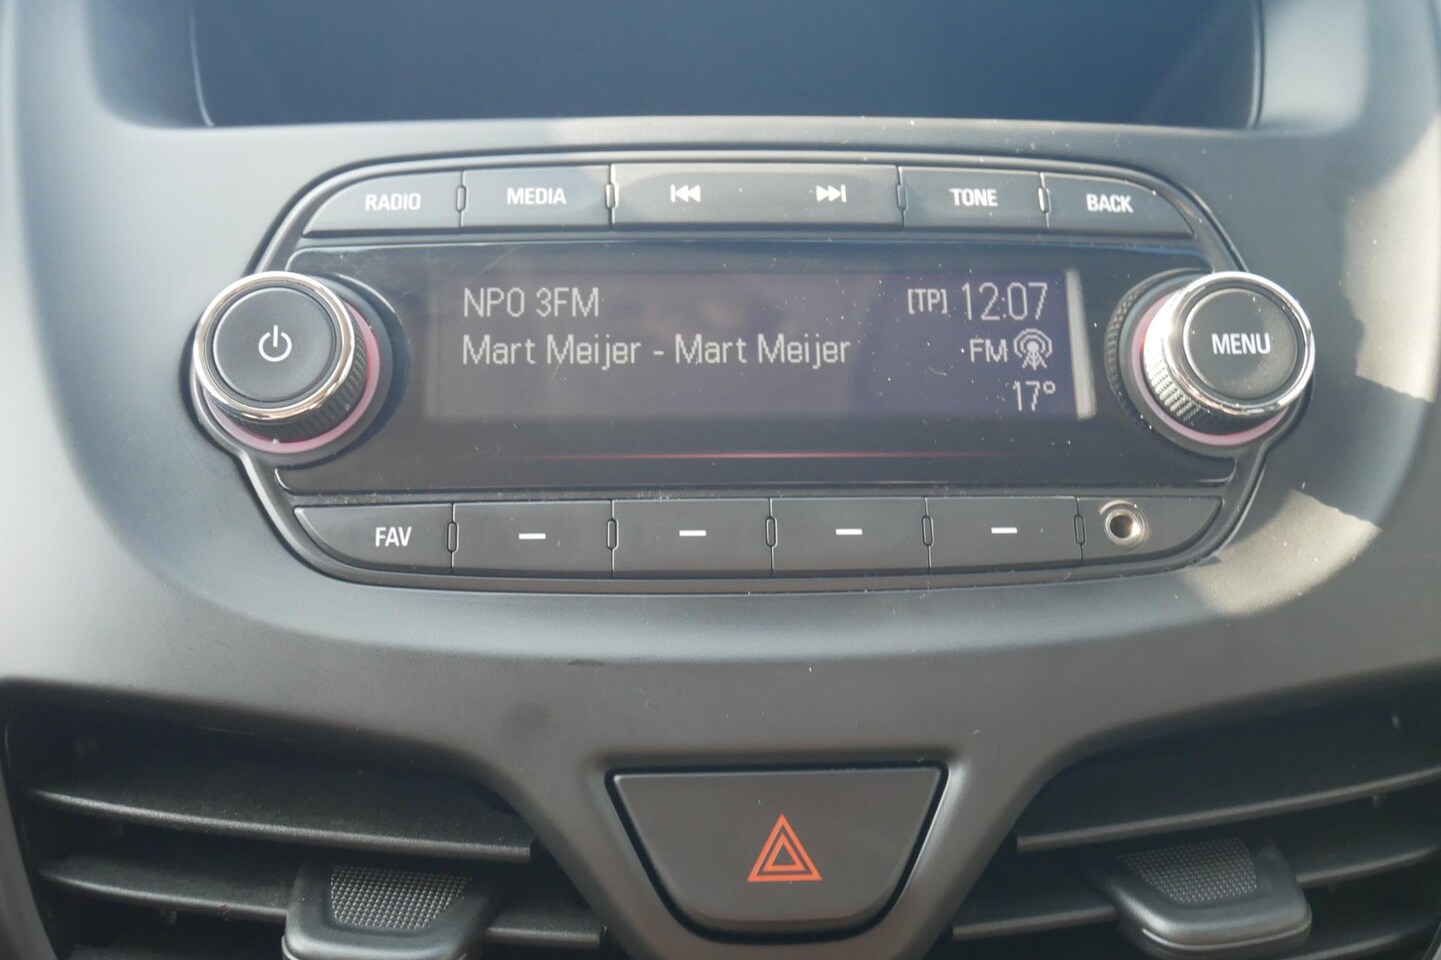 RADIO MEDIA TONE BACK
NPO 3FM [TP] 12:07
Mart Meijer - Mart Meijer FM
17°
MENU
FAV